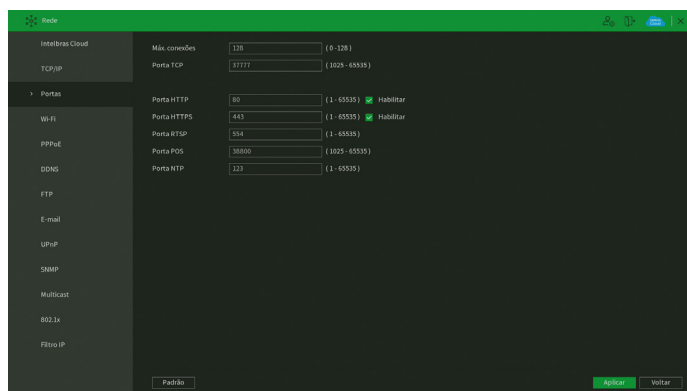 Rede
Intelbras Cloud
TCP/IP
Portas
Wi-Fi
PPPoE
DDNS
FTP
E-mail
UPnP
SNMP
Multicast
802.1x
Filtro IP
Máx. conexões 128 ( 0 -128 )
Porta TCP 37777 ( 1025 - 65535 )
Porta HTTP 80 ( 1 - 65535 ) Habilitar
Porta HTTPS 443 ( 1 - 65535 ) Habilitar
Porta RTSP 554 ( 1 - 65535 )
Porta POS 38800 ( 1025 - 65535 )
Porta NTP 123 ( 1 - 65535 )
Padrão Aplicar Voltar